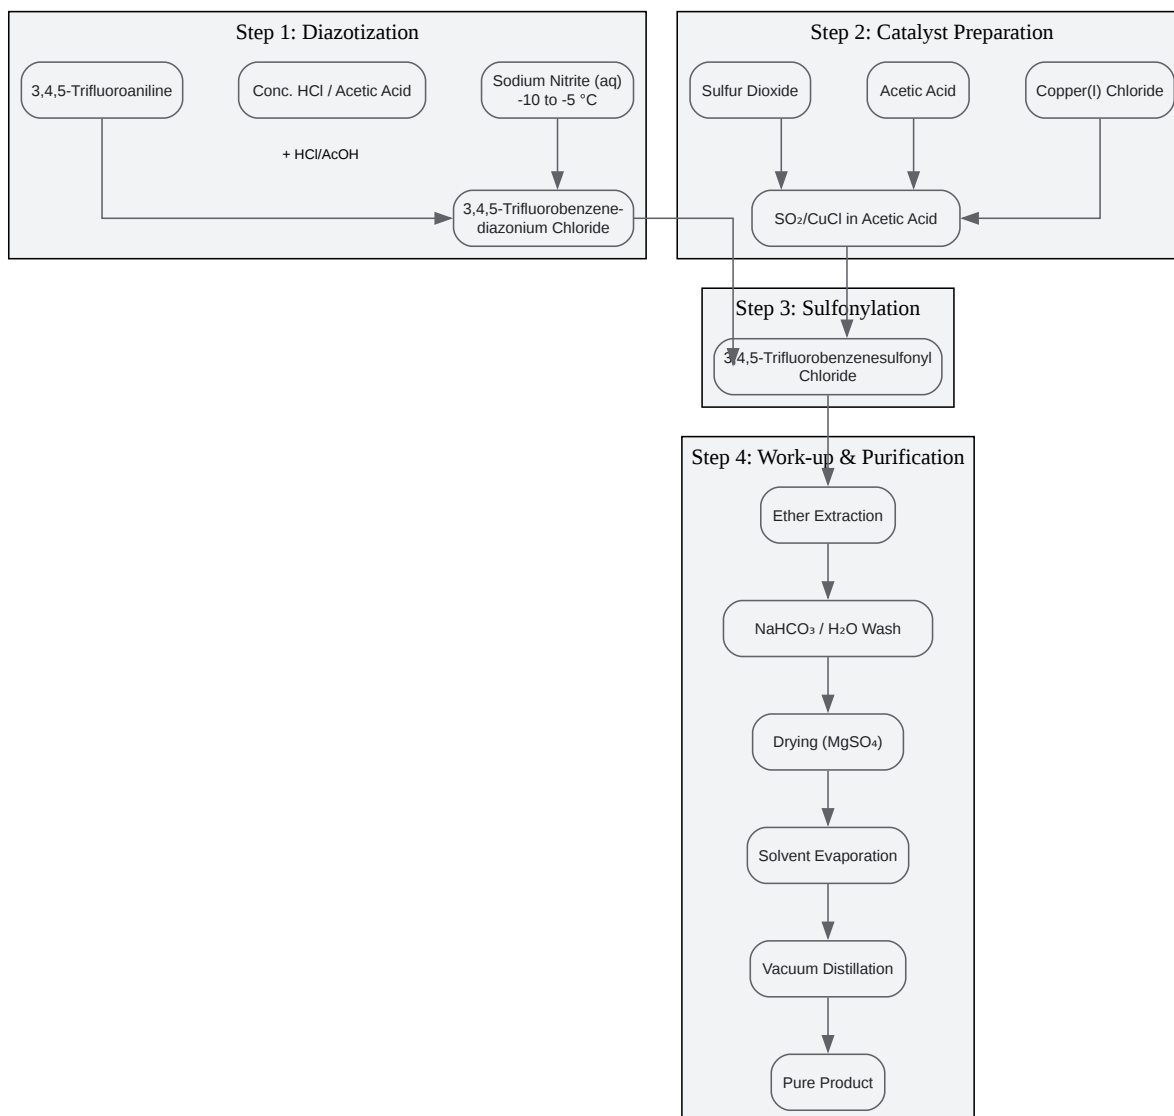 Step 1: Diazotization
3,4,5-Trifluoroaniline
Conc. HCl / Acetic Acid
Sodium Nitrite (aq)
-10 to -5 °C
+ HCl/AcOH
3,4,5-Trifluorobenzene-
diazonium Chloride
Step 2: Catalyst Preparation
Sulfur Dioxide
Acetic Acid
Copper(I) Chloride
SO₂/CuCl in Acetic Acid
Step 3: Sulfonylation
3,4,5-Trifluorobenzenesulfonyl
Chloride
Step 4: Work-up & Purification
Ether Extraction
NaHCO₃ / H₂O Wash
Drying (MgSO₄)
Solvent Evaporation
Vacuum Distillation
Pure Product